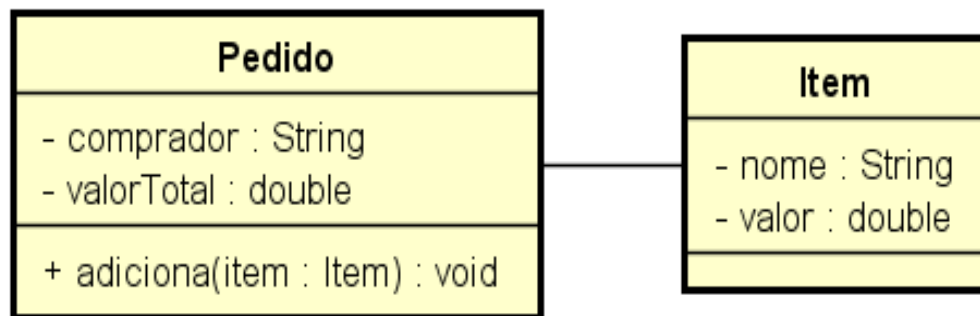 Pedido
- comprador : String
- valorTotal : double
+ adiciona(item : Item) : void
Item
- nome : String
- valor : double